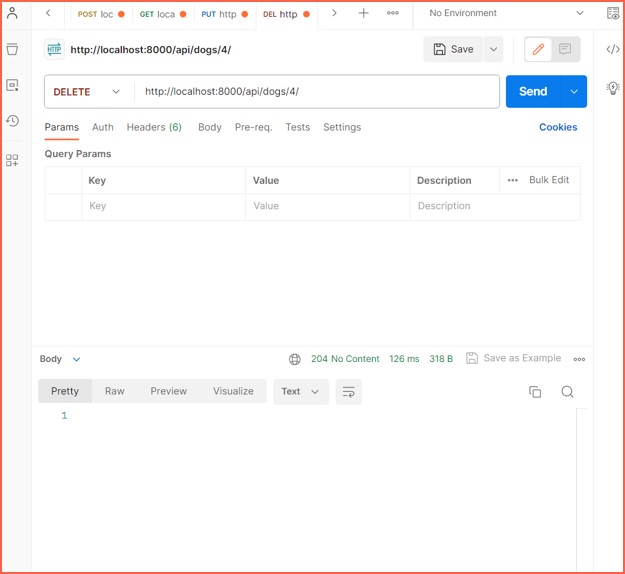 POST loc GET loca PUT http DEL http No Environment
HTTP http://localhost:8000/api/dogs/4/ Save
DELETE http://localhost:8000/api/dogs/4/ Send
Params Auth Headers (6) Body Pre-req. Tests Settings Cookies
Query Params
Key Value Description Bulk Edit
Key Value Description
Body 204 No Content 126 ms 318 B Save as Example
Pretty Raw Preview Visualize Text
1